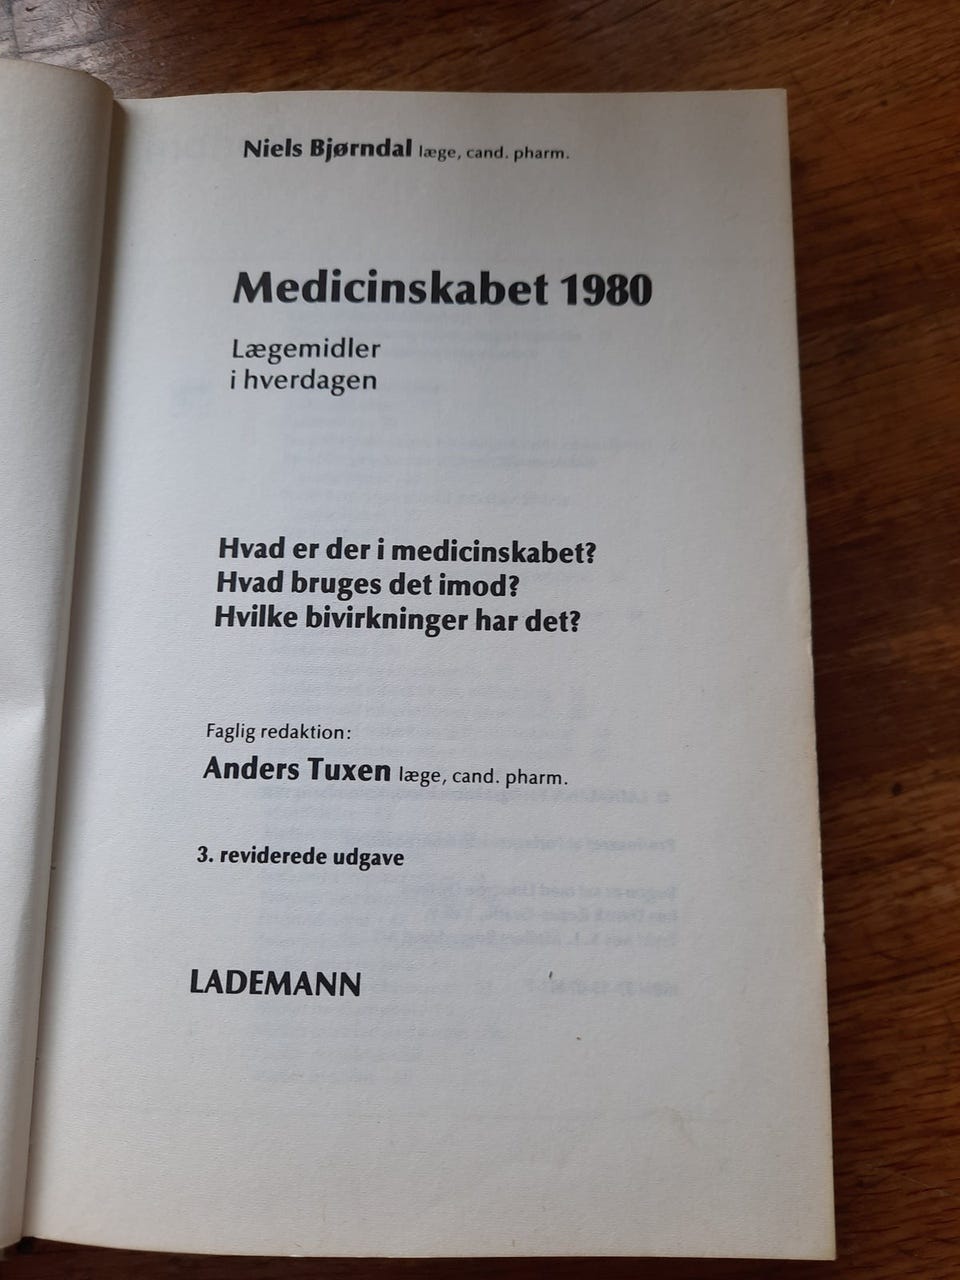 Niels Bjørndal læge, cand. pharm.
Medicinskabet 1980
Lægemidler
i hverdagen
Hvad er der i medicinskabet?
Hvad bruges det imod?
Hvilke bivirkninger har det?
Faglig redaktion:
Anders Tuxen læge, cand. pharm.
3. reviderede udgave
LADEMANN